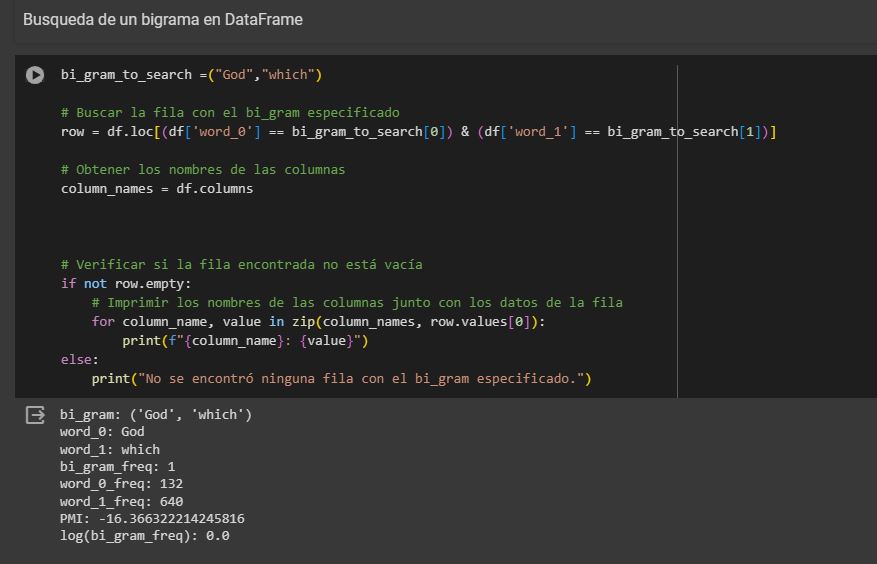 Busqueda de un bigrama en DataFrame
bi_gram_to_search =("God","which")
# Buscar la fila con el bi_gram especificado
row = df.loc[(df['word_0'] == bi_gram_to_search[0]) & (df['word_1'] == bi_gram_to_search[1])]
# Obtener los nombres de las columnas
column_names = df.columns
# Verificar si la fila encontrada no está vacía
if not row.empty:
    # Imprimir los nombres de las columnas junto con los datos de la fila
    for column_name, value in zip(column_names, row.values[0]):
        print(f"{column_name}: {value}")
else:
    print("No se encontró ninguna fila con el bi_gram especificado.")
bi_gram: ('God', 'which')
word_0: God
word_1: which
bi_gram_freq: 1
word_0_freq: 132
word_1_freq: 640
PMI: -16.366322214245816
log(bi_gram_freq): 0.0